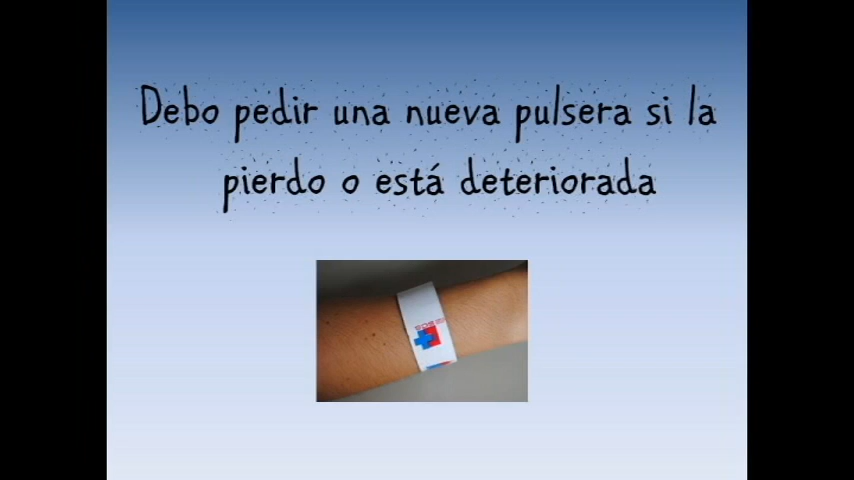 Debo pedir una nueva pulsera si la
pierdo o está deteriorada